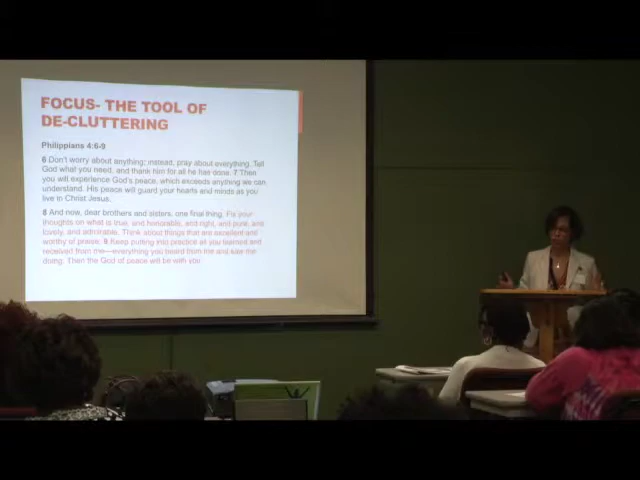 FOCUS- THE TOOL OF
DE-CLUTTERING
Philippians 4:6-9
6 Don't worry about anything; instead, pray about everything. Tell
God what you need, and thank him for all he has done. 7 Then
you will experience God's peace, which exceeds anything we can
understand. His peace will guard your hearts and minds as you
live in Christ Jesus.
8 And now, dear brothers and sisters, one final thing. Fix your
thoughts on what is true, and honorable, and right, and pure, and
lovely, and admirable. Think about things that are excellent and
worthy of praise. 9 Keep putting into practice all you learned and
received from me—everything you heard from me and saw me
doing. Then the God of peace will be with you.